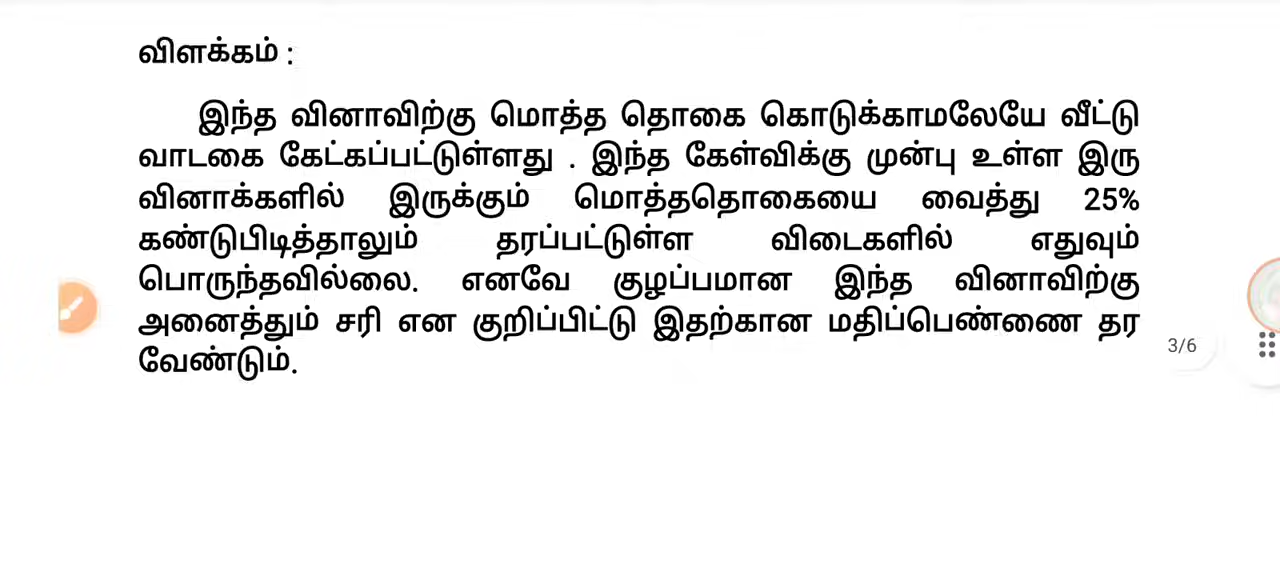 விளக்கம் :
இந்த வினாவிற்கு மொத்த தொகை கொடுக்காமலேயே வீட்டு
வாடகை கேட்கப்பட்டுள்ளது . இந்த கேள்விக்கு முன்பு உள்ள இரு
வினாக்களில் இருக்கும் மொத்ததொகையை வைத்து 25%
கண்டுபிடித்தாலும் தரப்பட்டுள்ள விடைகளில் எதுவும்
பொருந்தவில்லை. எனவே குழப்பமான இந்த வினாவிற்கு
அனைத்தும் சரி என குறிப்பிட்டு இதற்கான மதிப்பெண்ணை தர
வேண்டும்.
3/6